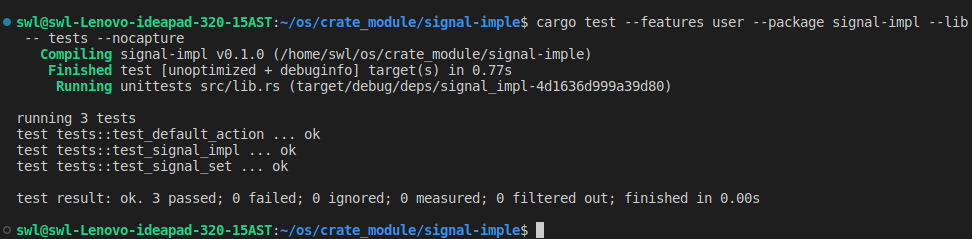 swl@swl-Lenovo-ideapad-320-15AST:~/os/crate_module/signal-imple$ cargo test --features user --package signal-impl --lib
 -- tests --nocapture
   Compiling signal-impl v0.1.0 (/home/swl/os/crate_module/signal-imple)
    Finished test [unoptimized + debuginfo] target(s) in 0.77s
     Running unittests src/lib.rs (target/debug/deps/signal_impl-4d1636d999a39d80)
running 3 tests
test tests::test_default_action ... ok
test tests::test_signal_impl ... ok
test tests::test_signal_set ... ok
test result: ok. 3 passed; 0 failed; 0 ignored; 0 measured; 0 filtered out; finished in 0.00s
swl@swl-Lenovo-ideapad-320-15AST:~/os/crate_module/signal-imple$